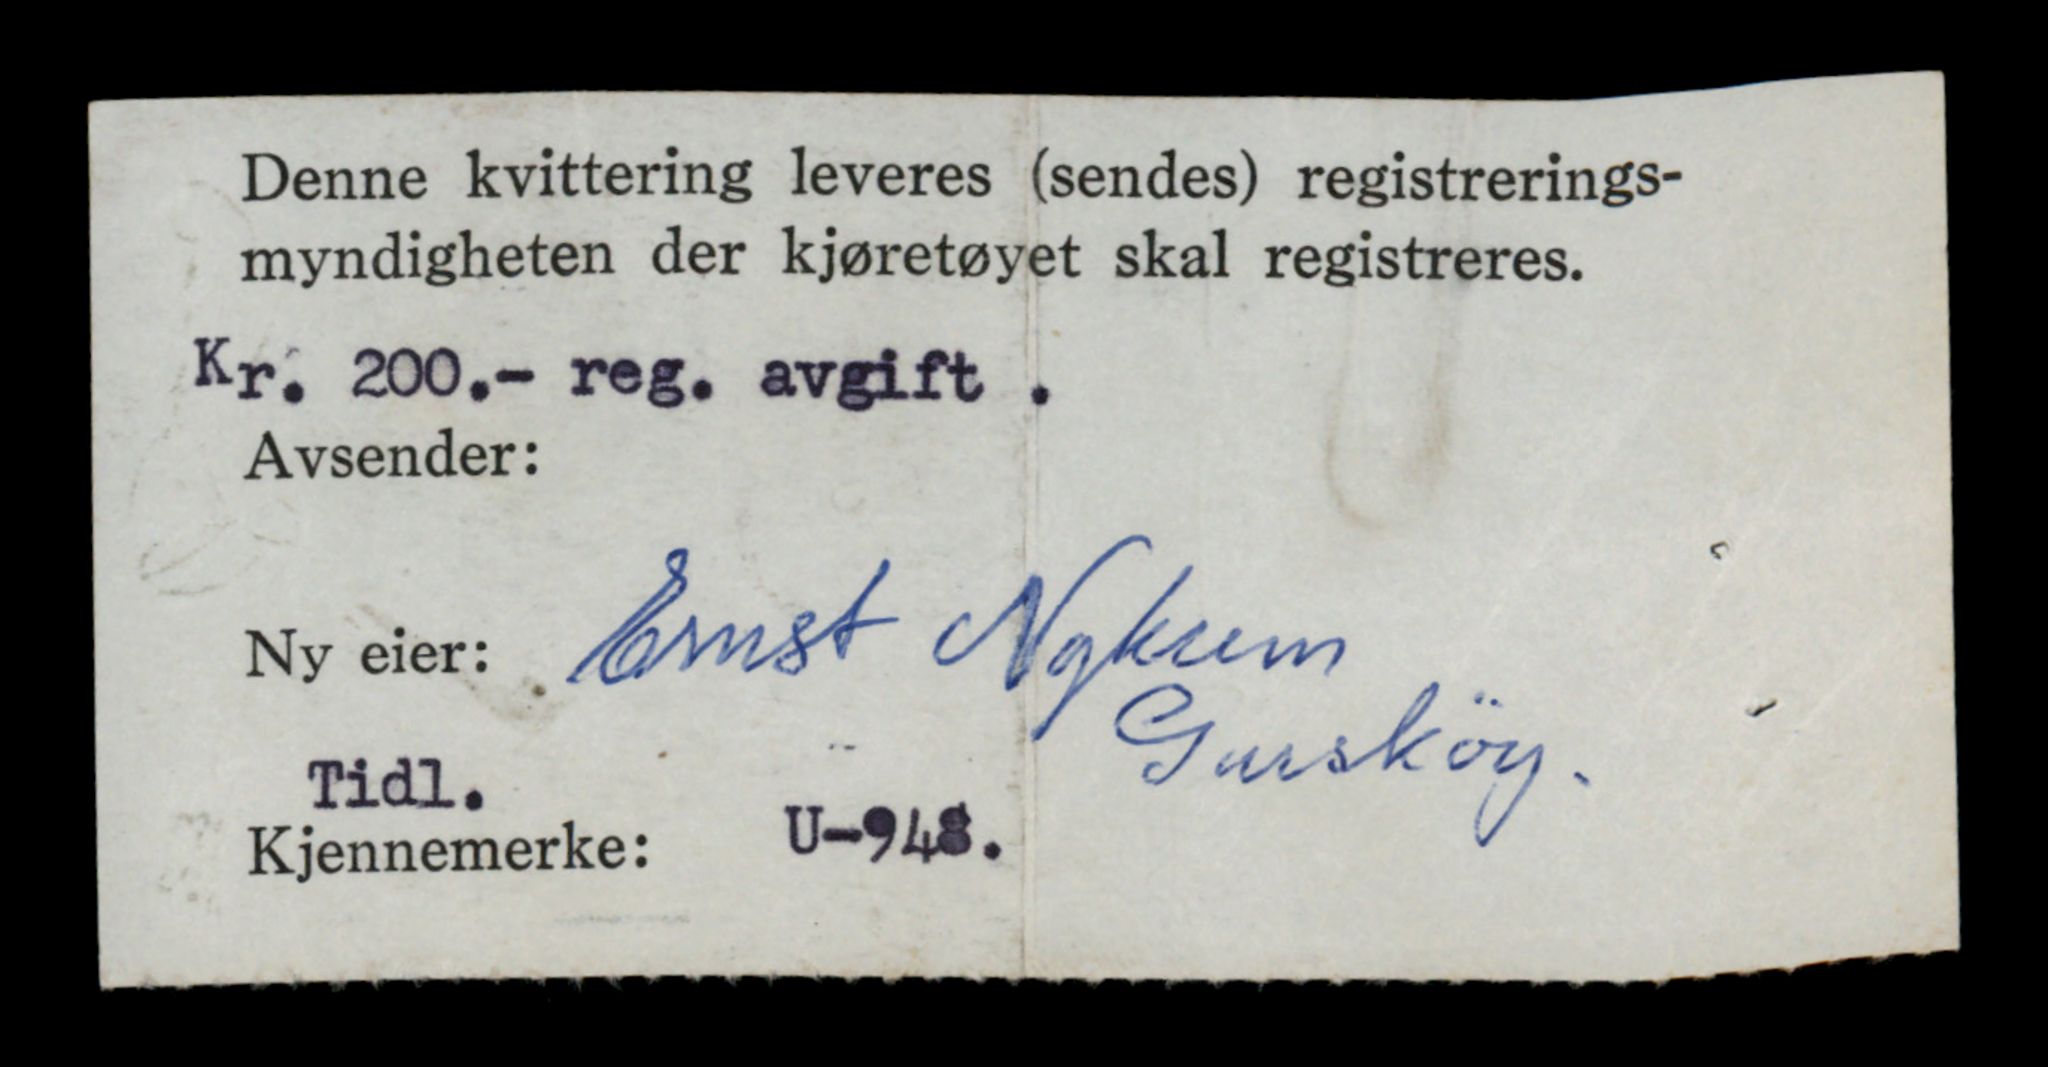 Denne kvittering leveres (sendes) registrerings-
myndigheten der kjøretøyet skal registreres.
Kr. 200.- reg. avgift .
Avsender:
Ny eier: Ernst Nykrem
Gursköy.
Tidl.
Kjennemerke: U-948.